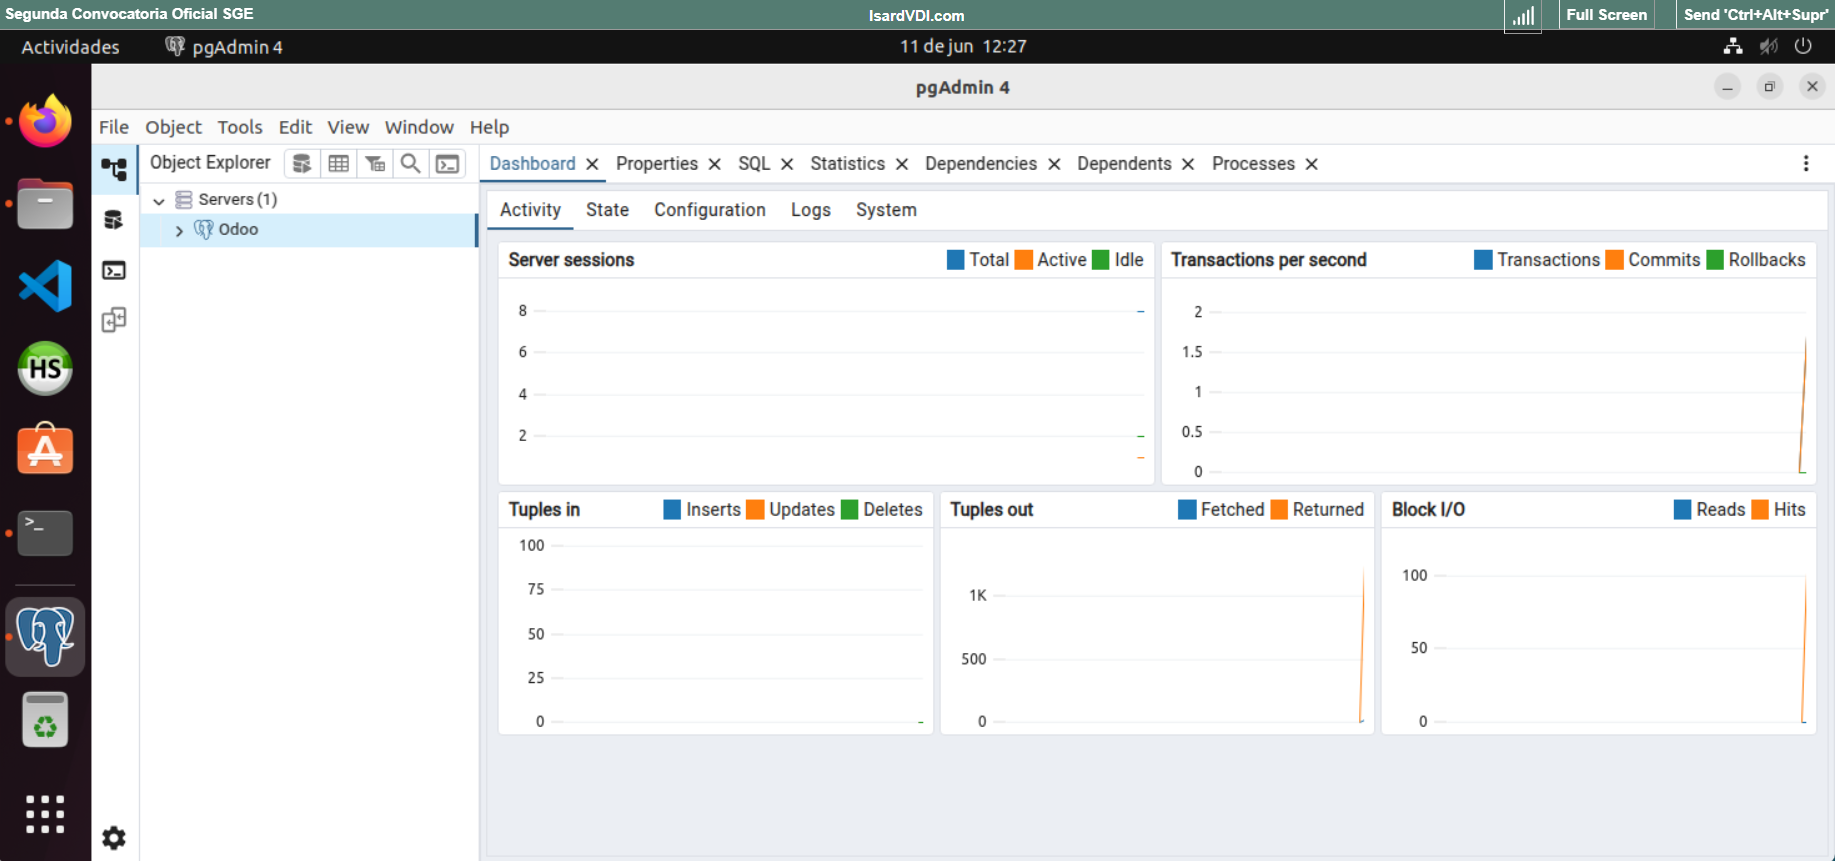 Segunda Convocatoria Oficial SGE
IsardVDI.com
Full Screen
Send 'Ctrl+Alt+Supr'
Actividades
pgAdmin 4
11 de jun 12:27
pgAdmin 4
File Object Tools Edit View Window Help
Object Explorer
Dashboard Properties SQL Statistics Dependencies Dependents Processes
Servers (1)
Odoo
Activity State Configuration Logs System
Server sessions
Total Active Idle
8
6
4
2
Transactions per second
Transactions Commits Rollbacks
2
1.5
1
0.5
0
Tuples in
Inserts Updates Deletes
100
75
50
25
0
Tuples out
Fetched Returned
1K
500
0
Block I/O
Reads Hits
100
50
0
HS